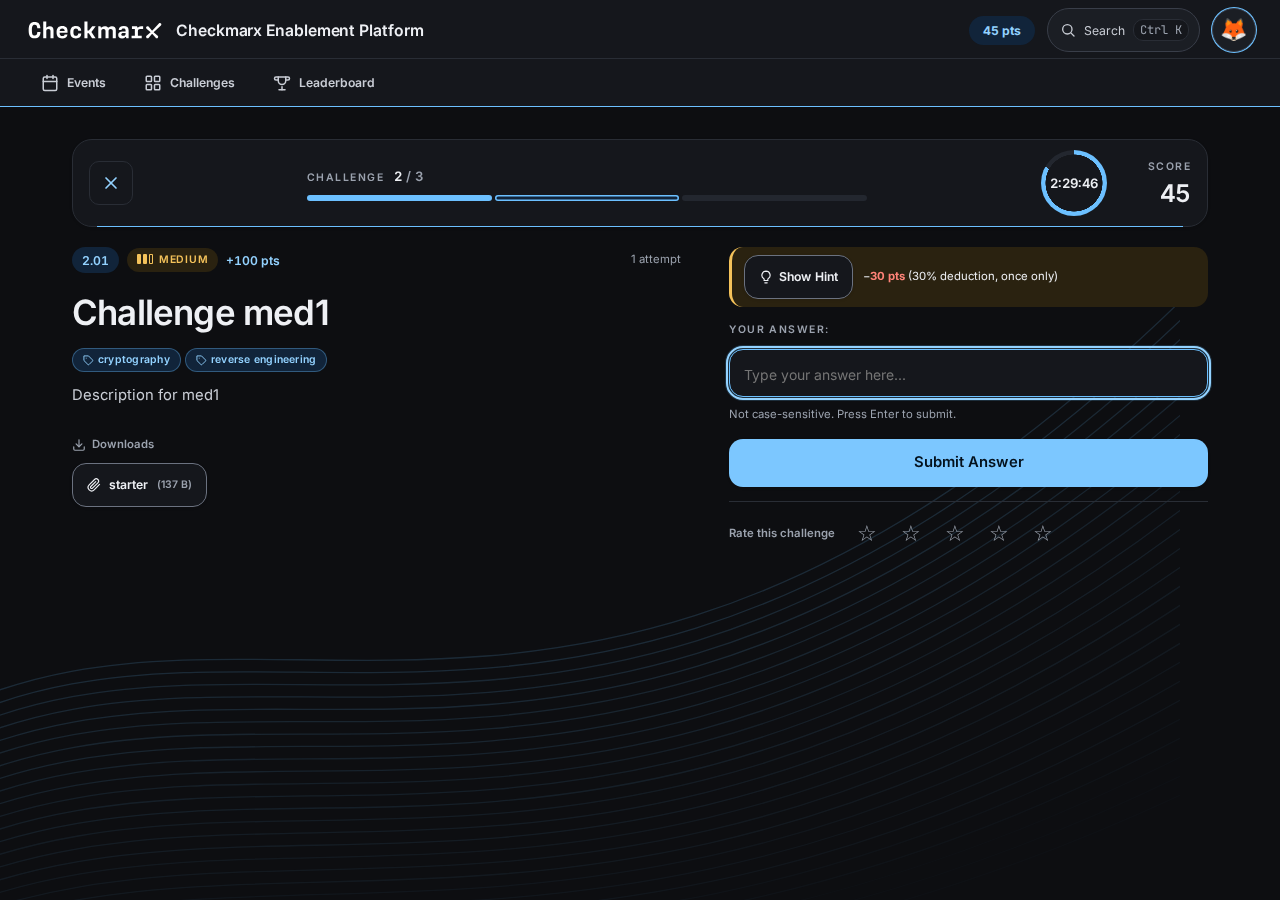 Checkmarx Checkmarx Enablement Platform
45 pts
Search Ctrl K
Events Challenges Leaderboard
CHALLENGE 2 / 3
2:29:46
SCORE
45
2.01 MEDIUM +100 pts
1 attempt
Challenge med1
cryptography reverse engineering
Description for med1
Downloads
starter (137 B)
Show Hint −30 pts (30% deduction, once only)
YOUR ANSWER:
Type your answer here...
Not case-sensitive. Press Enter to submit.
Submit Answer
Rate this challenge